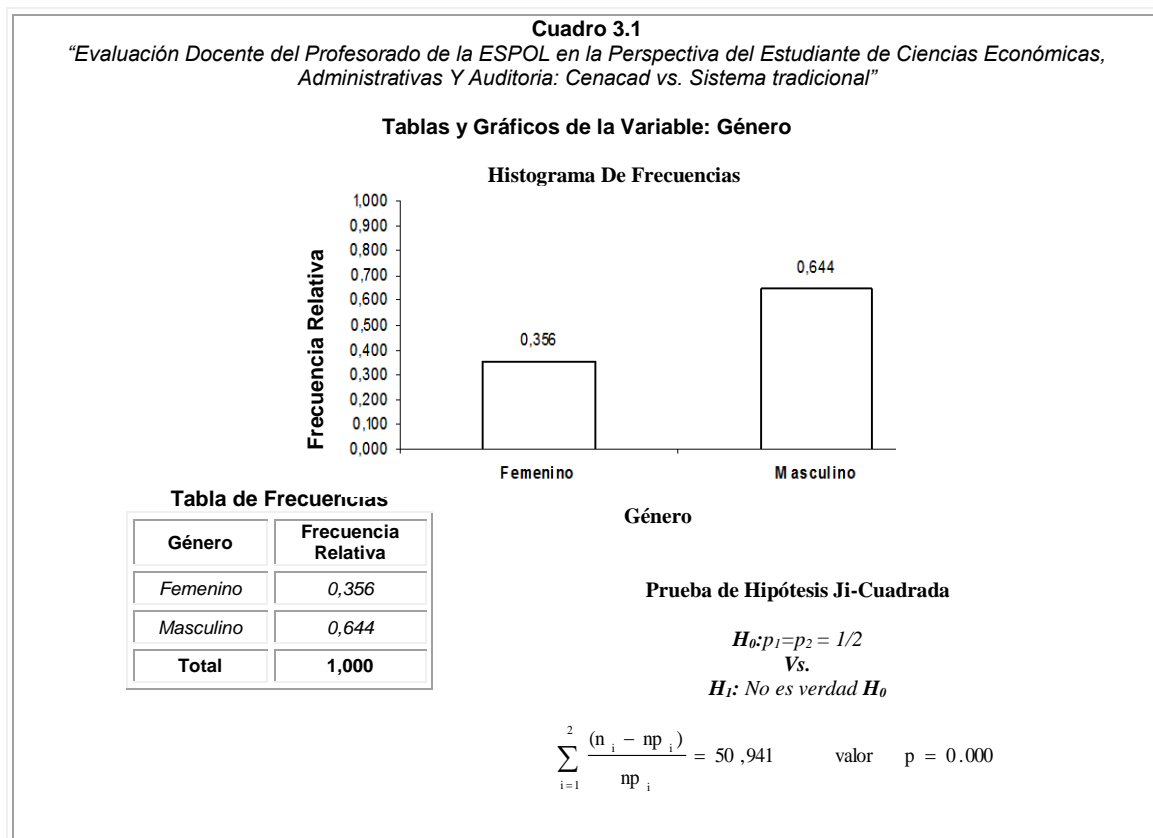 Cuadro 3.1
“Evaluación Docente del Profesorado de la ESPOL en la Perspectiva del Estudiante de Ciencias Económicas,
Administrativas Y Auditoria: Cenacad vs. Sistema tradicional”
Tablas y Gráficos de la Variable: Género
Histograma De Frecuencias
Frecuencia Relativa
1,000
0,900
0,800
0,700
0,600
0,500
0,400
0,300
0,200
0,100
0,000
0,356
0,644
Femenino Masculino
Género
Tabla de Frecuencias
Género Frecuencia Relativa
Femenino 0,356
Masculino 0,644
Total 1,000
Prueba de Hipótesis Ji-Cuadrada
H₀:p₁=p₂ = 1/2
Vs.
H₁: No es verdad H₀
∑ᵢ₌₁² (n ᵢ − np ᵢ) / np ᵢ = 50 ,941 valor p = 0.000